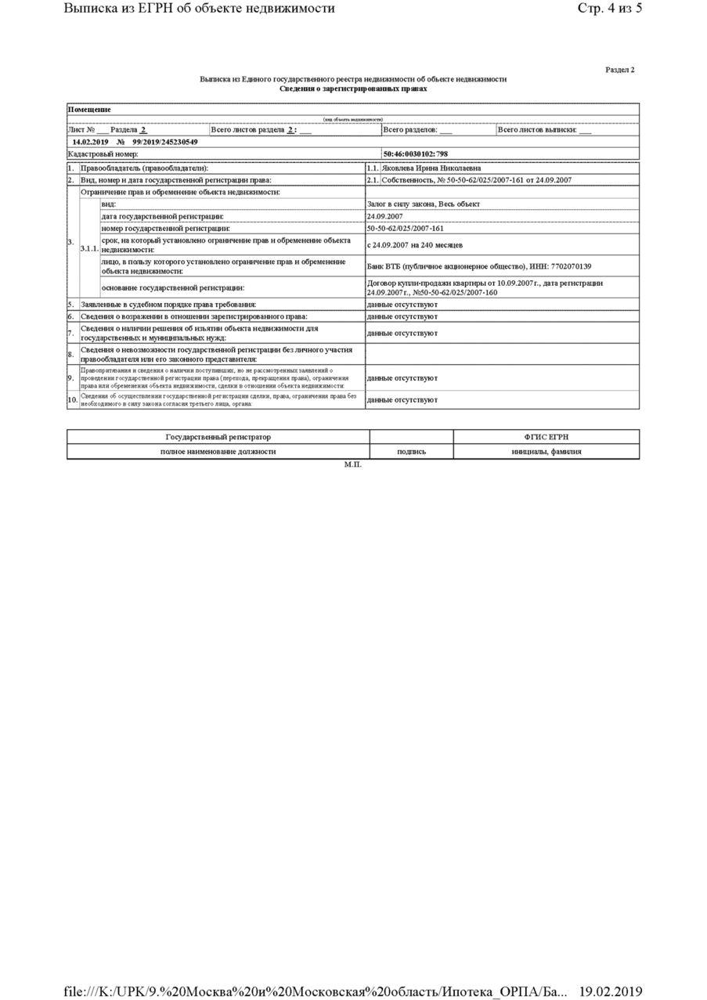 Выписка из ЕГРН об объекте недвижимости Стр. 4 из 5
Раздел 2
Выписка из Единого государственного реестра недвижимости об объекте недвижимости
Сведения о зарегистрированных правах
Помещение
(вид объекта недвижимости)
Лист № ___ Раздела 2 Всего листов раздела 2 : ___ Всего разделов: ___ Всего листов выписки: ___
14.02.2019 № 99/2019/245230549
Кадастровый номер: 50:46:0030102:798
1. Правообладатель (правообладатели): 1.1. Яковлева Ирина Николаевна
2. Вид, номер и дата государственной регистрации права: 2.1. Собственность, № 50-50-62/025/2007-161 от 24.09.2007
Ограничение прав и обременение объекта недвижимости:
вид: Залог в силу закона, Весь объект
дата государственной регистрации: 24.09.2007
номер государственной регистрации: 50-50-62/025/2007-161
3. 3.1.1. срок, на который установлено ограничение прав и обременение объекта
недвижимости: с 24.09.2007 на 240 месяцев
лицо, в пользу которого установлено ограничение прав и обременение
объекта недвижимости: Банк ВТБ (публичное акционерное общество), ИНН: 7702070139
основание государственной регистрации: Договор купли-продажи квартиры от 10.09.2007г., дата регистрации
24.09.2007г., №50-50-62/025/2007-160
5. Заявленные в судебном порядке права требования: данные отсутствуют
6. Сведения о возражении в отношении зарегистрированного права: данные отсутствуют
7. Сведения о наличии решения об изъятии объекта недвижимости для
государственных и муниципальных нужд: данные отсутствуют
8. Сведения о невозможности государственной регистрации без личного участия
правообладателя или его законного представителя:
9. Правопритязания и сведения о наличии поступивших, но не рассмотренных заявлений о
проведении государственной регистрации права (перехода, прекращения права), ограничения
права или обременения объекта недвижимости, сделки в отношении объекта недвижимости: данные отсутствуют
10. Сведения об осуществлении государственной регистрации сделки, права, ограничения права без
необходимого в силу закона согласия третьего лица, органа: данные отсутствуют
Государственный регистратор ФГИС ЕГРН
полное наименование должности подпись инициалы, фамилия
М.П.
file:///K:/UPK/9.%20Москва%20и%20Московская%20область/Ипотека_ОРПА/Ба... 19.02.2019